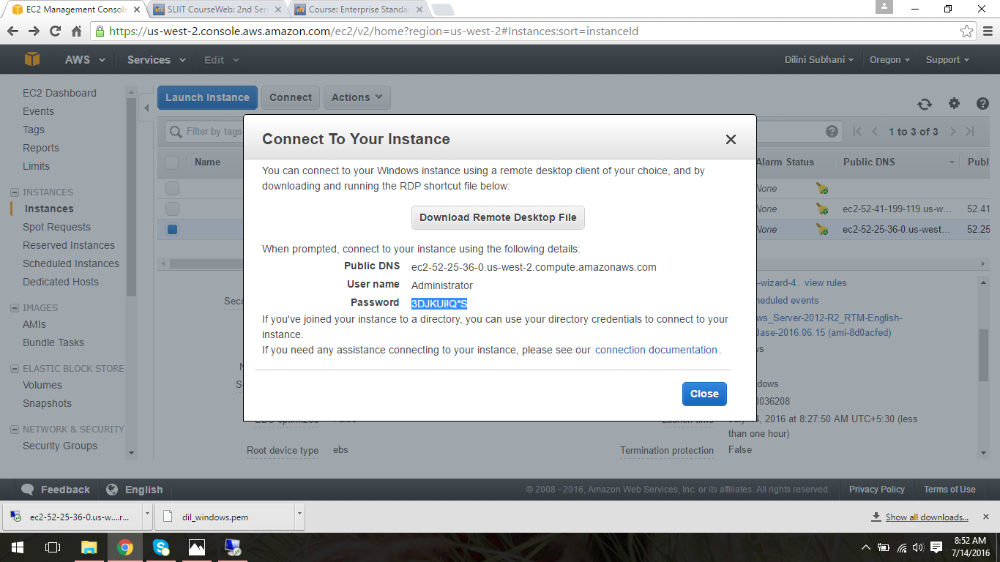 EC2 Management Console
SLIIT CourseWeb: 2nd Sem
Course: Enterprise Standa
https://us-west-2.console.aws.amazon.com/ec2/v2/home?region=us-west-2#Instances:sort=instanceId
AWS Services Edit Dilini Subhani Oregon Support
EC2 Dashboard
Events
Tags
Reports
Limits
INSTANCES
Instances
Spot Requests
Reserved Instances
Scheduled Instances
Dedicated Hosts
IMAGES
AMIs
Bundle Tasks
ELASTIC BLOCK STORE
Volumes
Snapshots
NETWORK & SECURITY
Security Groups
Launch Instance Connect Actions
Filter by tags
1 to 3 of 3
Name Alarm Status Public DNS Publ
None
None ec2-52-41-199-119.us-w... 52.41
None ec2-52-25-36-0.us-west... 52.25
Connect To Your Instance
You can connect to your Windows instance using a remote desktop client of your choice, and by
downloading and running the RDP shortcut file below:
Download Remote Desktop File
When prompted, connect to your instance using the following details:
Public DNS ec2-52-25-36-0.us-west-2.compute.amazonaws.com
User name Administrator
Password 3DJKUi!Q*S
If you've joined your instance to a directory, you can use your directory credentials to connect to your
instance.
If you need any assistance connecting to your instance, please see our connection documentation.
Close
Secu
-wizard-4. view rules
heduled events
ws_Server-2012-R2_RTM-English-
Base-2016.06.15 (ami-8d0acfed)
ws
ndows
0036208
July 14, 2016 at 8:27:50 AM UTC+5:30 (less
than one hour)
EBS optimized False Launch time
Root device type ebs Termination protection False
Feedback English © 2008 - 2016, Amazon Web Services, Inc. or its affiliates. All rights reserved. Privacy Policy Terms of Use
ec2-52-25-36-0.us-w....r... dil_windows.pem Show all downloads...
8:52 AM
7/14/2016